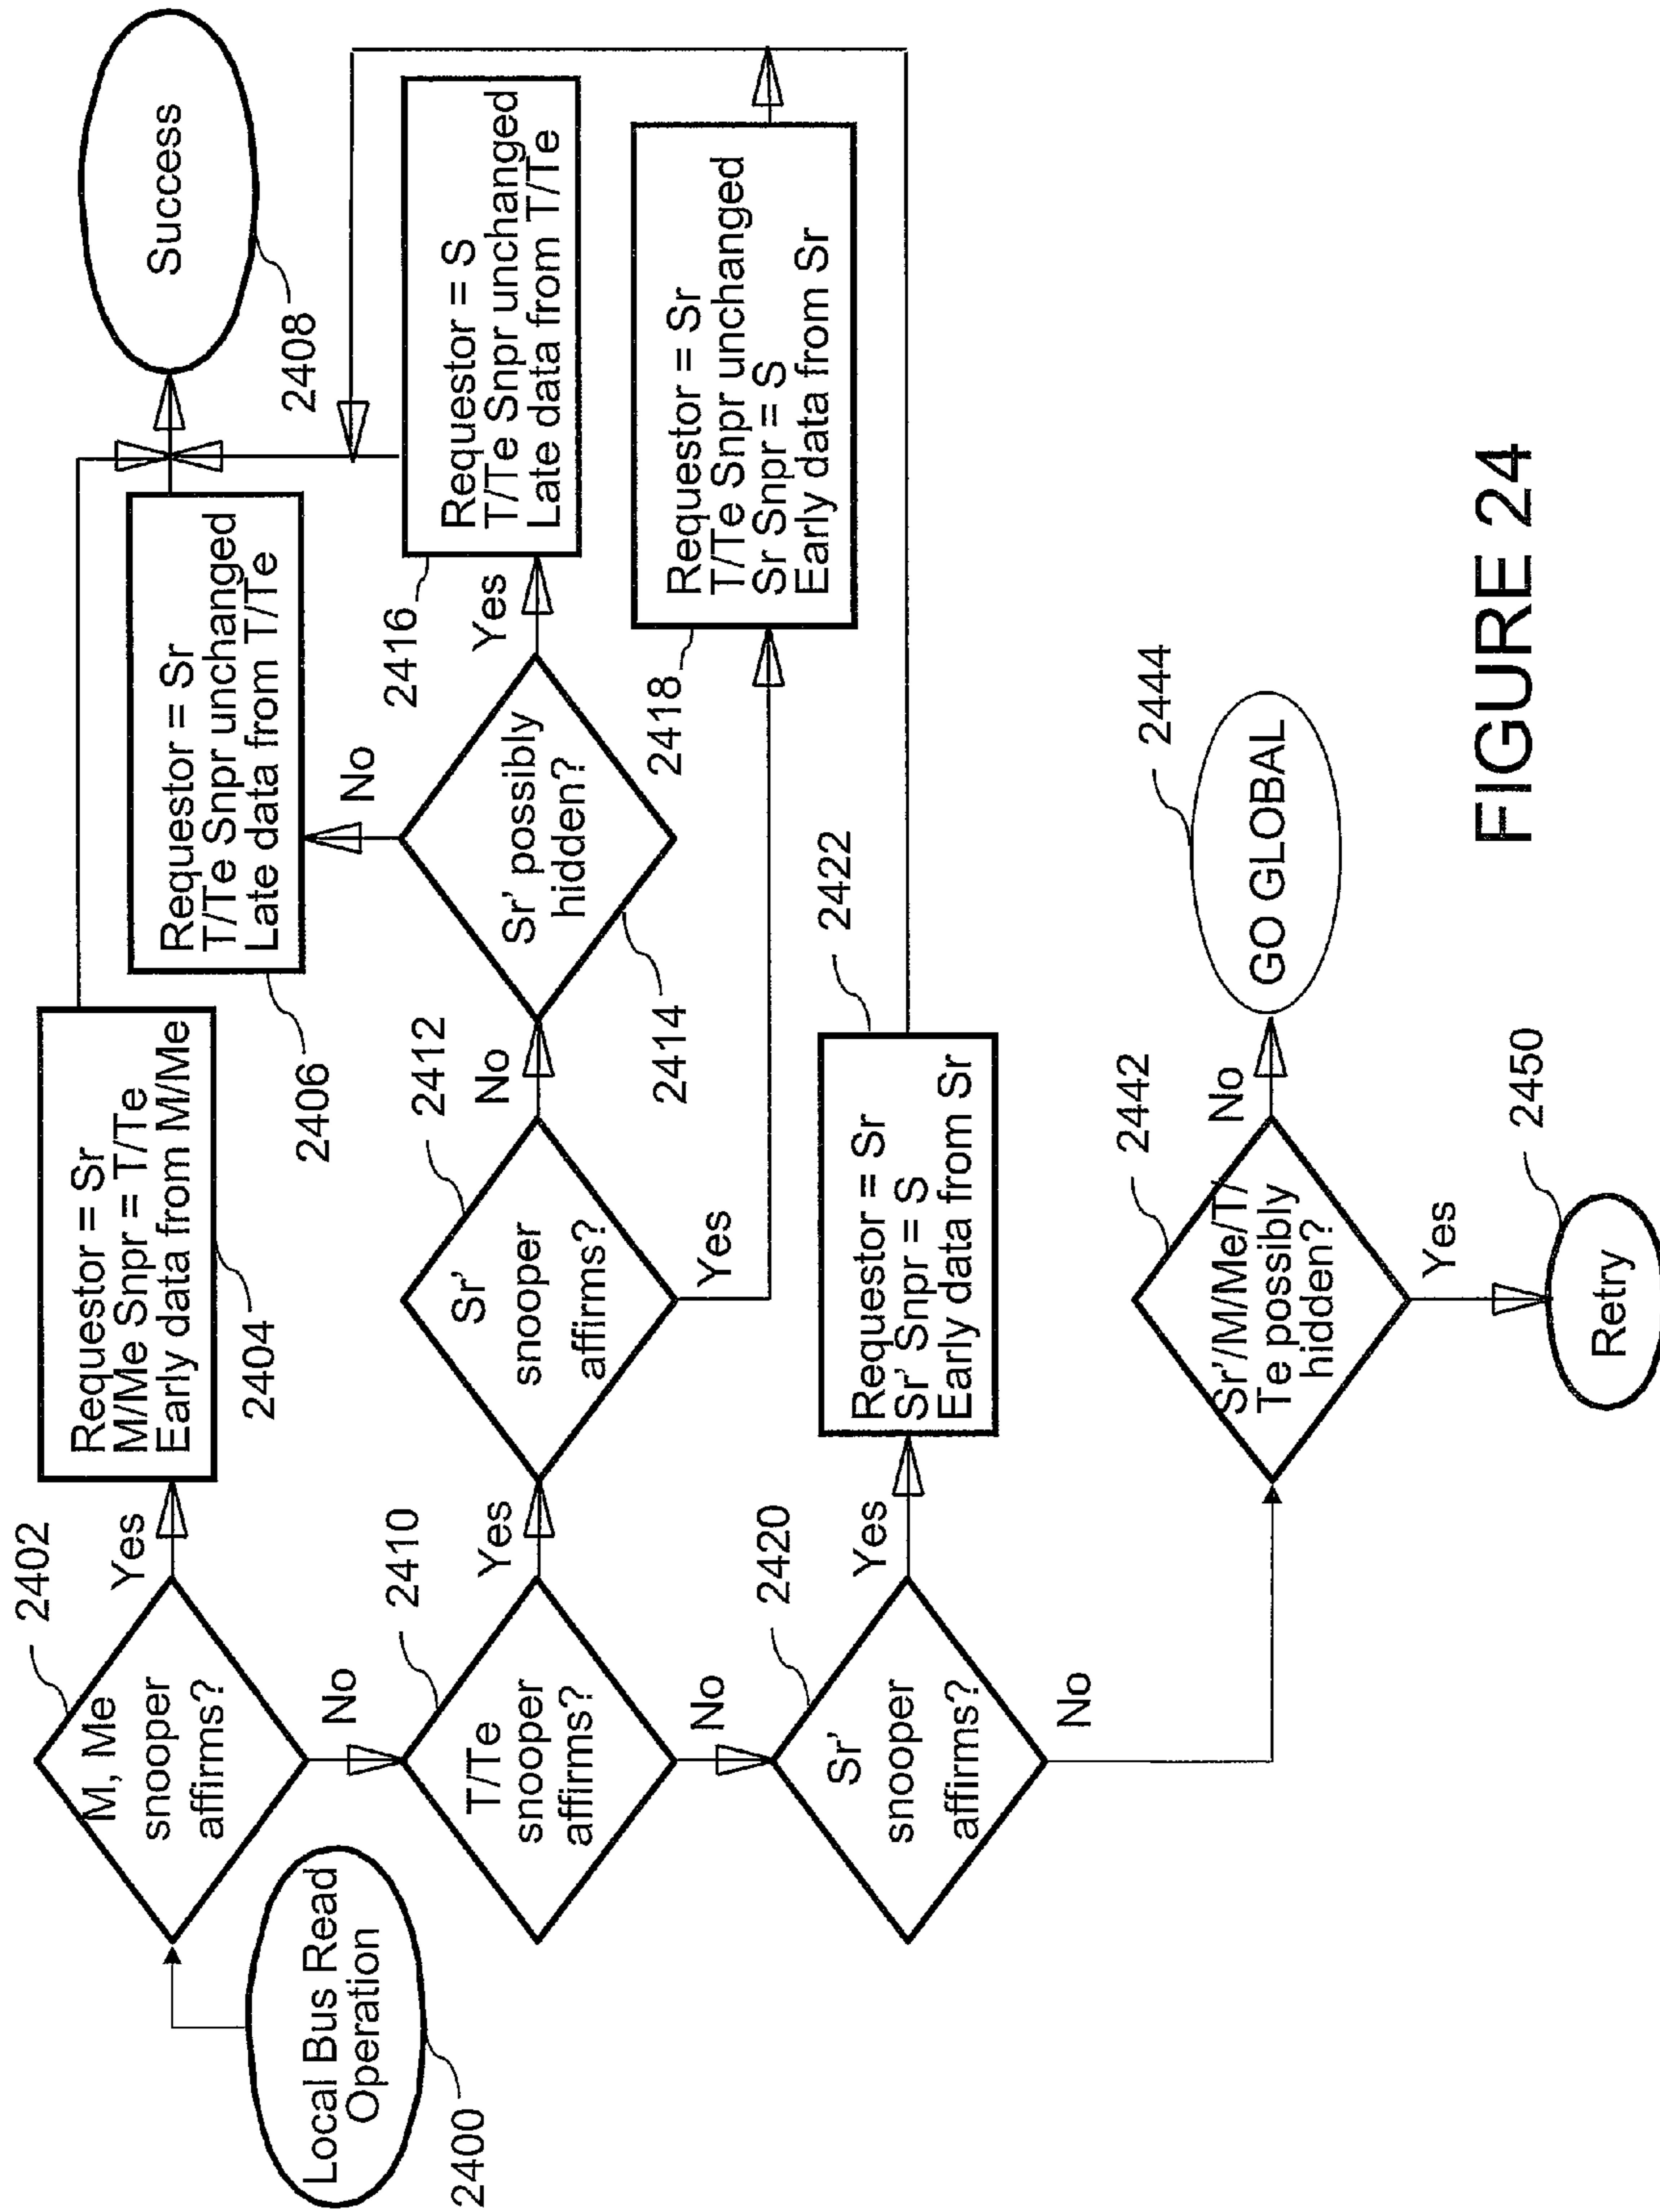 2400
Local Bus Read
Operation
2402
M, Me
snooper
affirms?
Yes
No
2404
Requestor = Sr
M/Me Snpr = T/Te
Early data from M/Me
2406
Requestor = Sr
T/Te Snpr unchanged
Late data from T/Te
Success
2408
2410
T/Te
snooper
affirms?
Yes
No
2412
Sr'
snooper
affirms?
No
Yes
2414
Sr' possibly
hidden?
No
Yes
2416
Requestor = S
T/Te Snpr unchanged
Late data from T/Te
2418
Requestor = Sr
T/Te Snpr unchanged
Sr Snpr = S
Early data from Sr
2420
Sr'
snooper
affirms?
Yes
No
2422
Requestor = Sr
Sr' Snpr = S
Early data from Sr
2442
Sr'/M/Me/T/
Te possibly
hidden?
No
Yes
2444
GO GLOBAL
2450
Retry
FIGURE 24